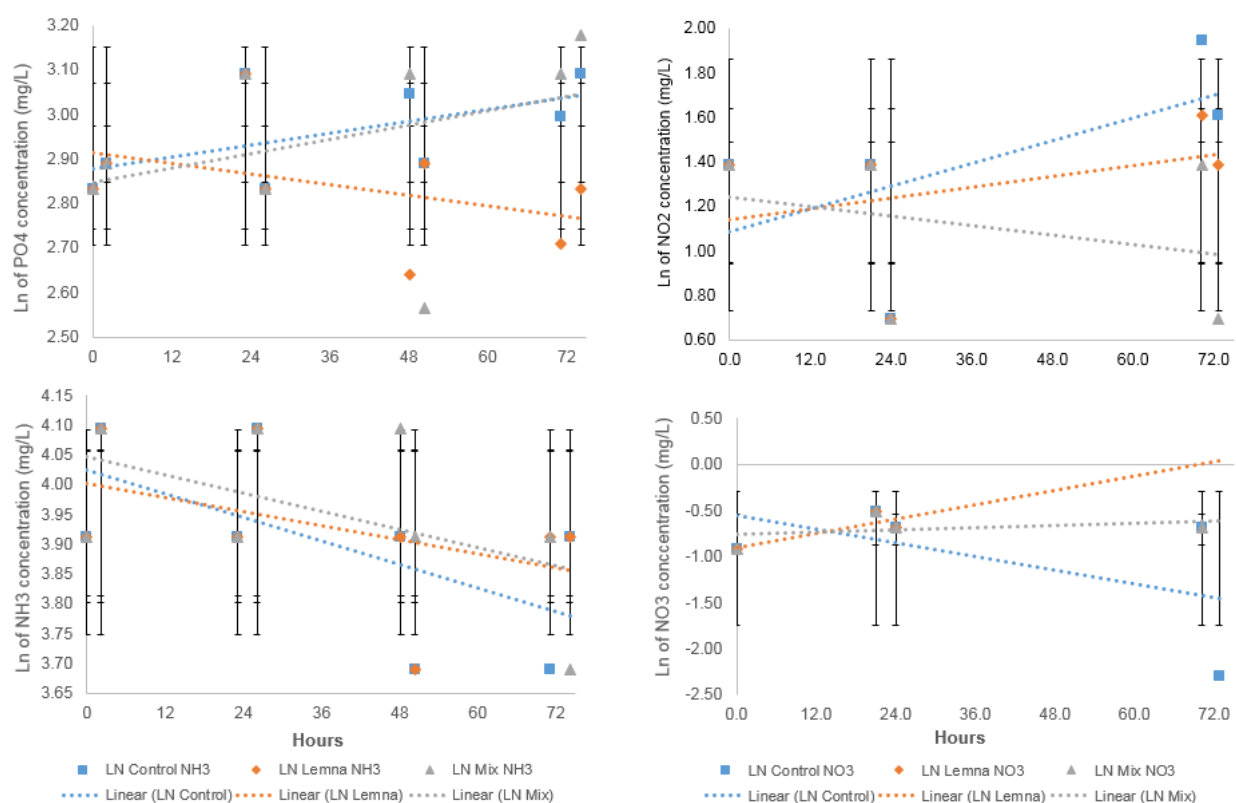 Ln of PO4 concentration (mg/L)
3.20
3.10
3.00
2.90
2.80
2.70
2.60
2.50
0 12 24 36 48 60 72
Ln of NO2 concentration (mg/L)
2.00
1.80
1.60
1.40
1.20
1.00
0.80
0.60
0.0 12.0 24.0 36.0 48.0 60.0 72.0
Ln of NH3 concentration (mg/L)
4.15
4.10
4.05
4.00
3.95
3.90
3.85
3.80
3.75
3.70
3.65
0 12 24 36 48 60 72
Hours
LN Control NH3 LN Lemna NH3 LN Mix NH3
Linear (LN Control) Linear (LN Lemna) Linear (LN Mix)
Ln of NO3 conccentration (mg/L)
0.50
0.00
-0.50
-1.00
-1.50
-2.00
-2.50
0.0 12.0 24.0 36.0 48.0 60.0 72.0
Hours
LN Control NO3 LN Lemna NO3 LN Mix NO3
Linear (LN Control) Linear (LN Lemna) Linear (LN Mix)